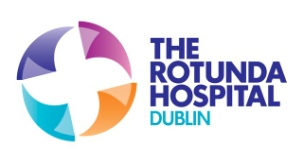 THE
ROTUNDA
HOSPITAL
DUBLIN